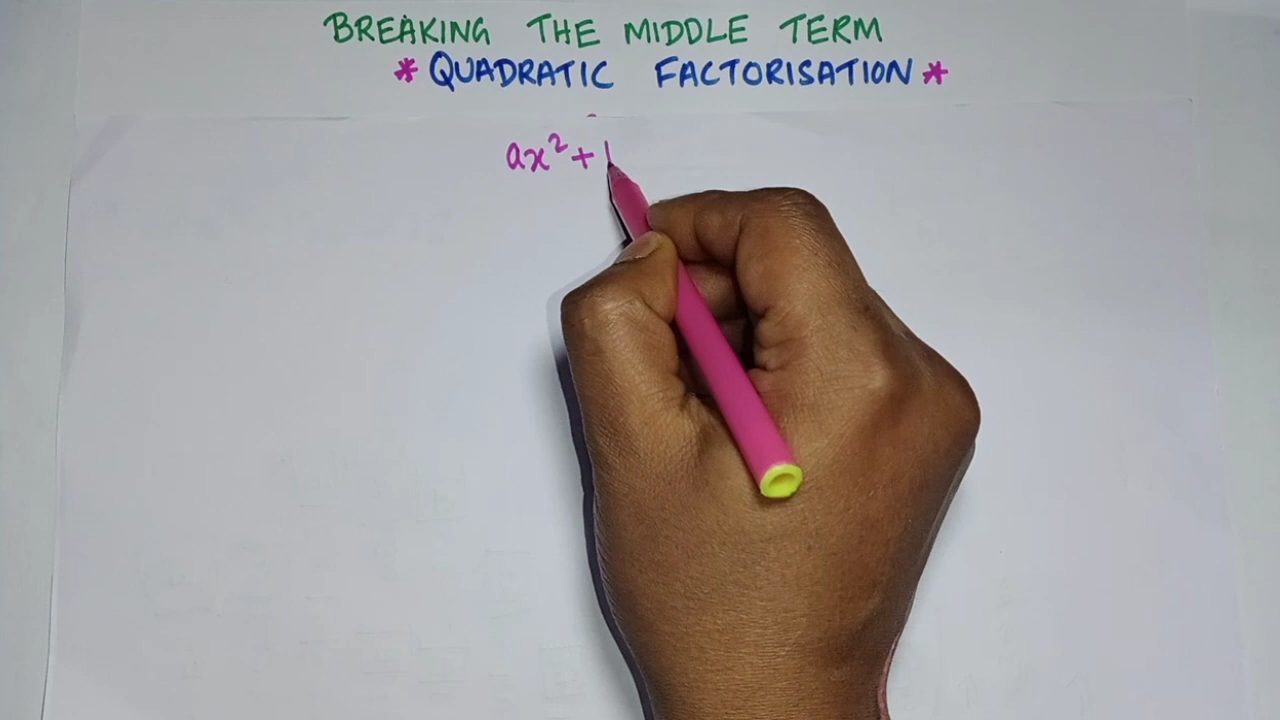 BREAKING THE MIDDLE TERM
* QUADRATIC FACTORISATION *
ax² +